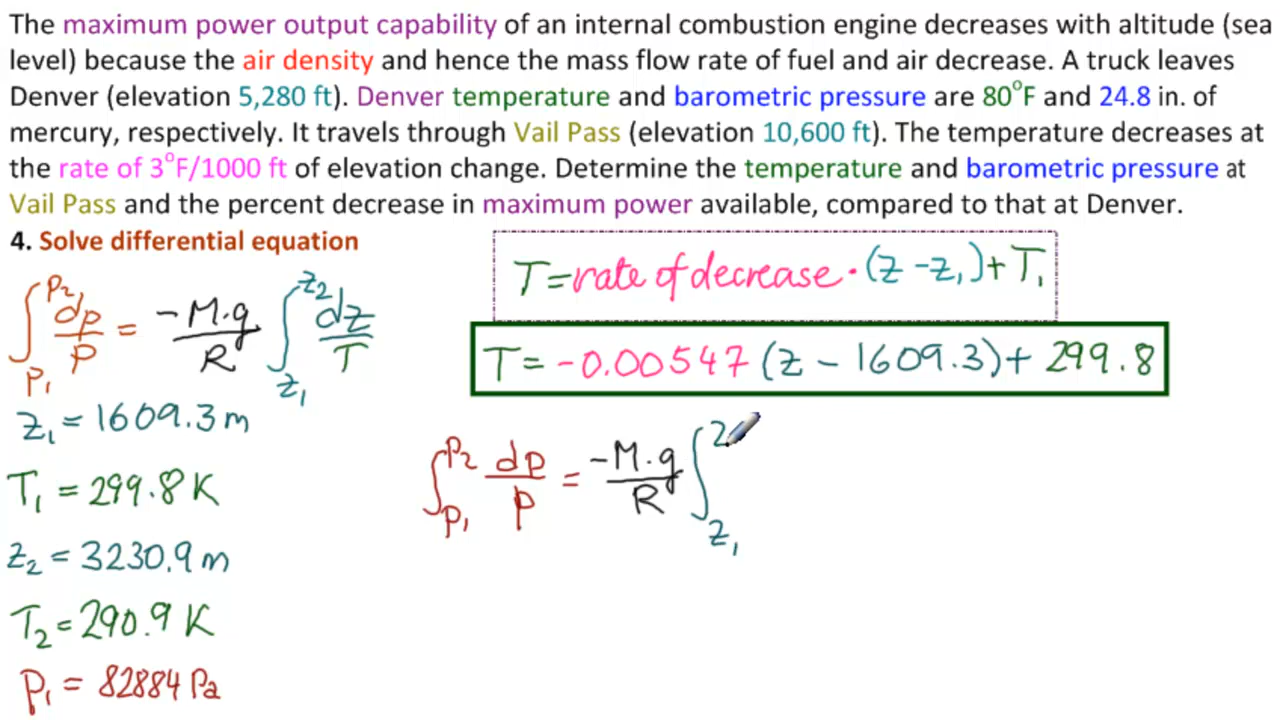 The maximum power output capability of an internal combustion engine decreases with altitude (sea
level) because the air density and hence the mass flow rate of fuel and air decrease. A truck leaves
Denver (elevation 5,280 ft). Denver temperature and barometric pressure are 80°F and 24.8 in. of
mercury, respectively. It travels through Vail Pass (elevation 10,600 ft). The temperature decreases at
the rate of 3°F/1000 ft of elevation change. Determine the temperature and barometric pressure at
Vail Pass and the percent decrease in maximum power available, compared to that at Denver.
4. Solve differential equation
∫_{P₁}^{P₂} dp/p = -M·g/R ∫_{z₁}^{z₂} dz/T
T = rate of decrease · (z - z₁) + T₁
T = -0.00547 (z - 1609.3) + 299.8
z₁ = 1609.3 m
T₁ = 299.8 K
z₂ = 3230.9 m
T₂ = 290.9 K
P₁ = 82884 Pa
∫_{P₁}^{P₂} dp/p = -M·g/R ∫_{z₁}^{z